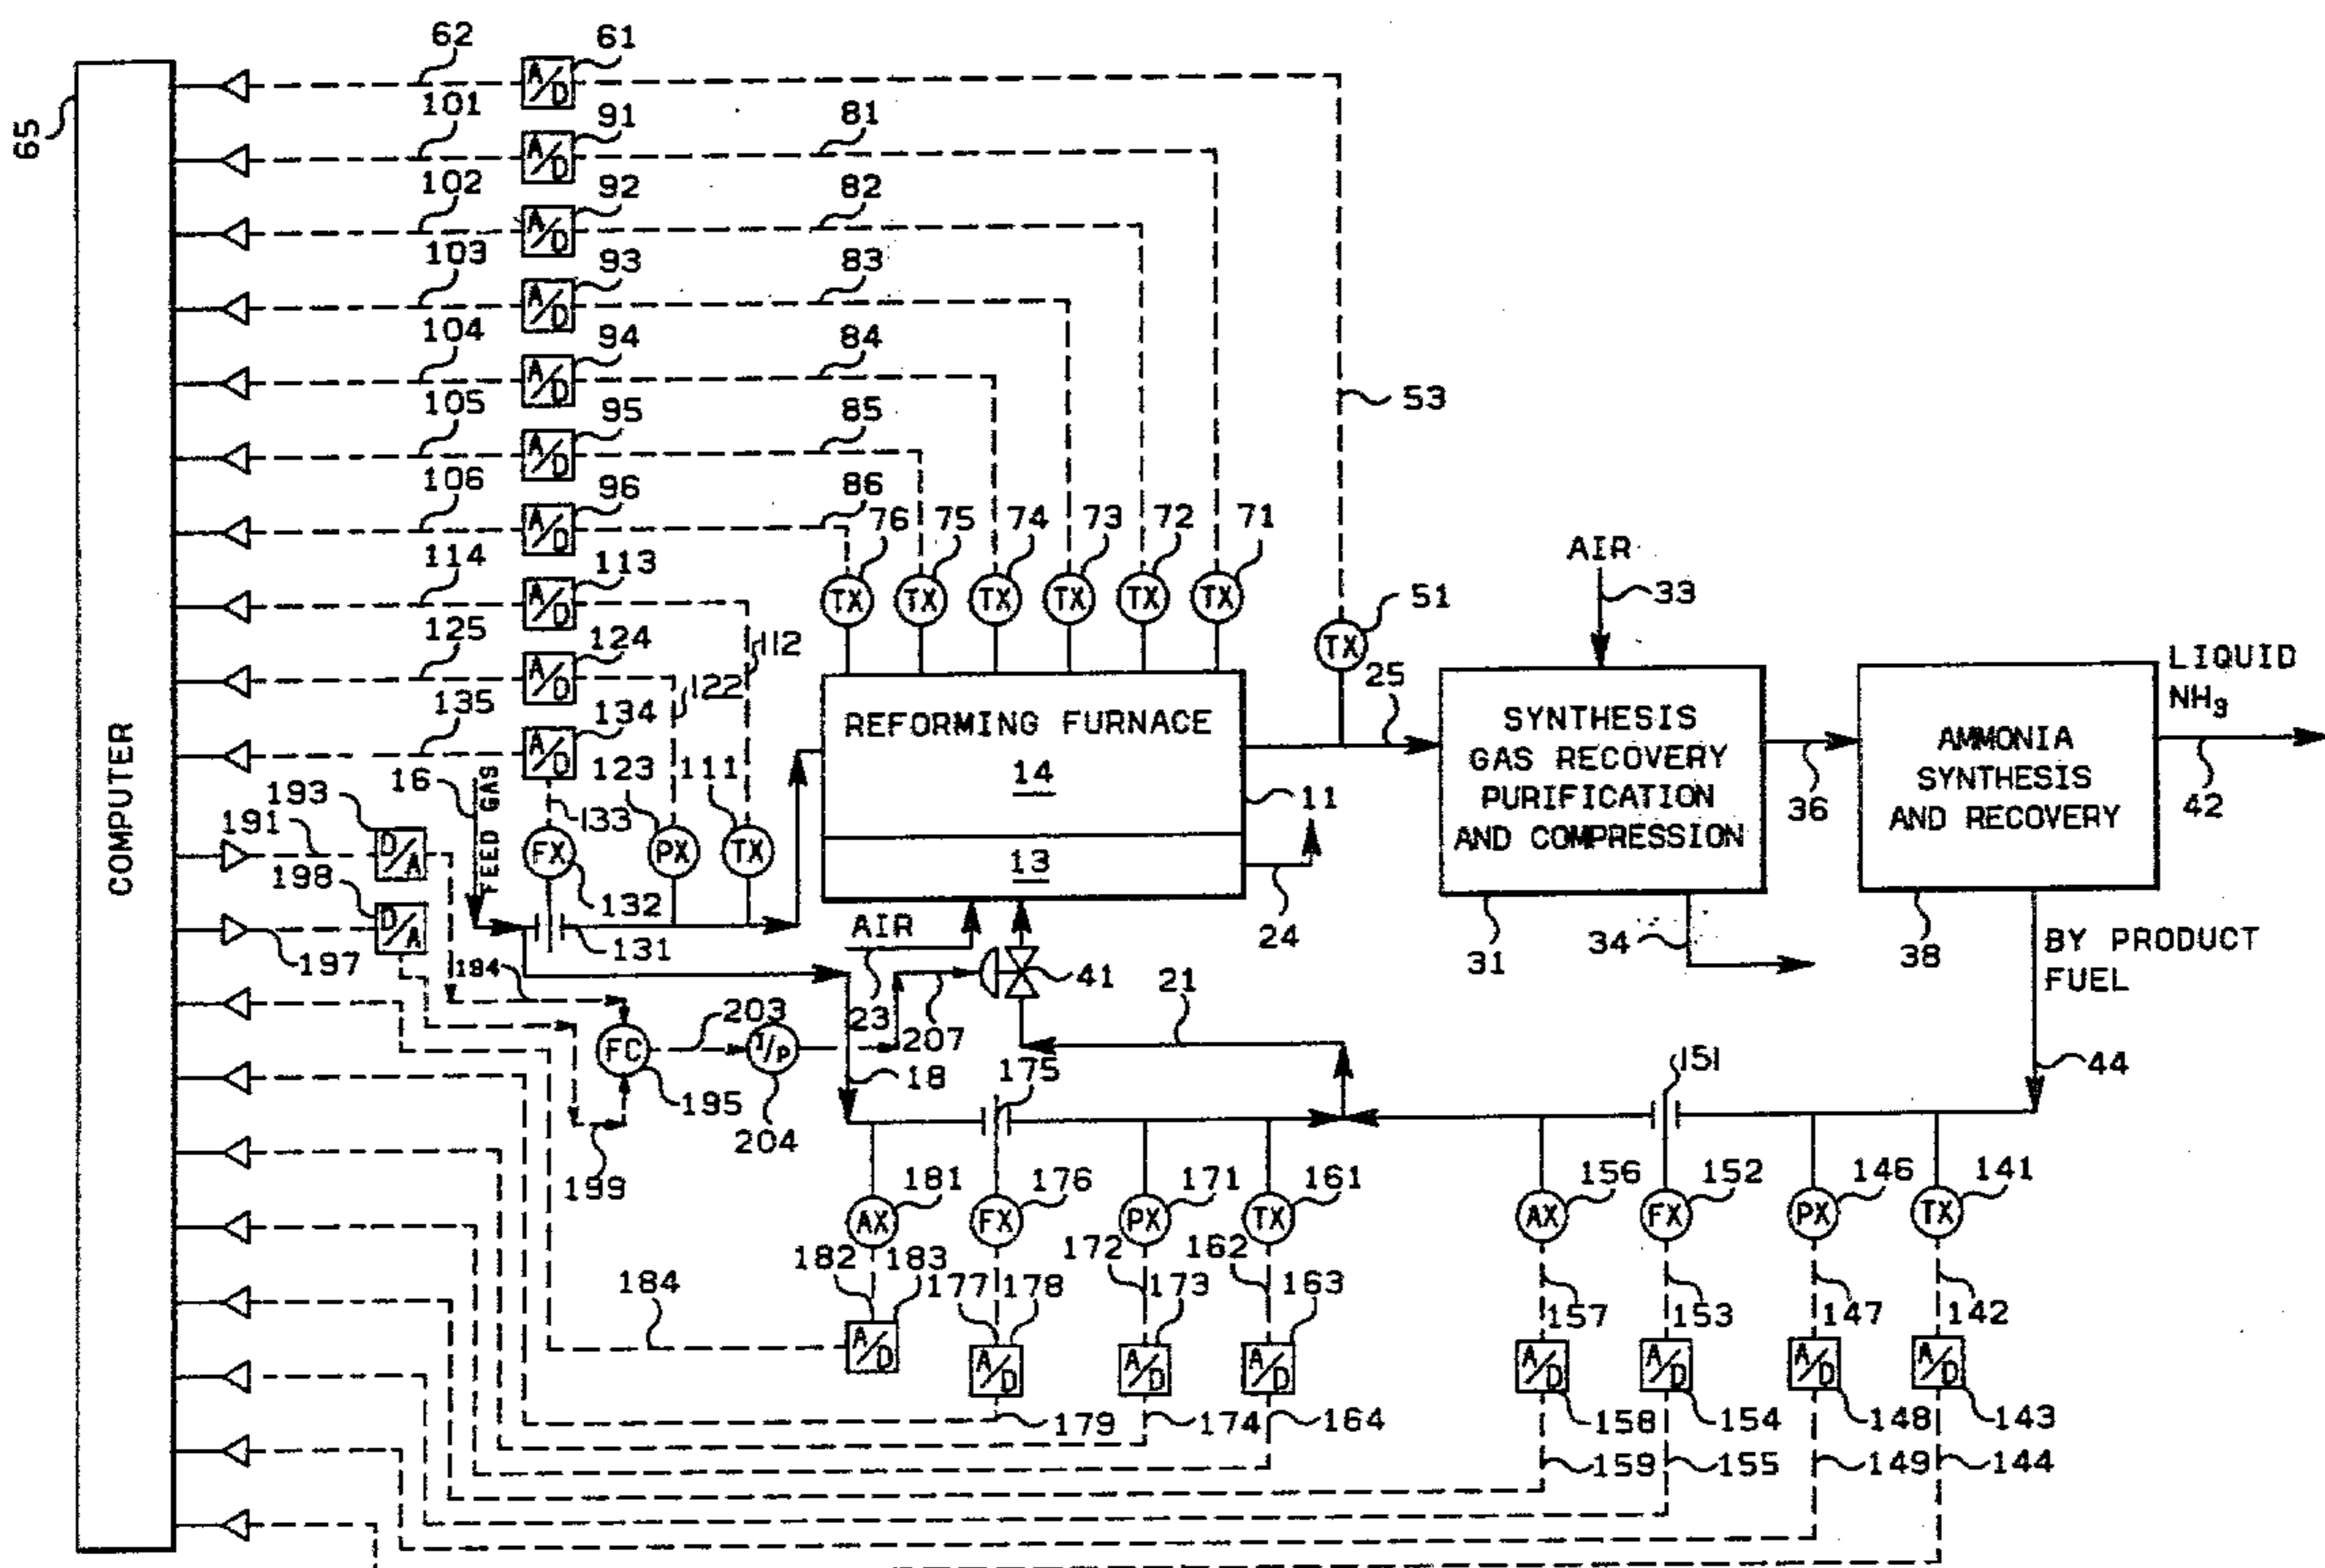 62
61
A/D
65
101
91
A/D
81
102
92
A/D
82
103
93
A/D
83
104
94
A/D
84
53
105
95
A/D
85
106
96
A/D
86
76
75
74
73
72
71
114
113
A/D
TX
TX
TX
TX
TX
TX
51
TX
AIR
33
125
124
A/D
112
122
25
LIQUID
NH3
135
134
A/D
COMPUTER
REFORMING FURNACE
14
SYNTHESIS
GAS RECOVERY
PURIFICATION
AND COMPRESSION
36
AMMONIA
SYNTHESIS
AND RECOVERY
42
16
FEED GAS
123
111
11
193
191
D/A
133
FX
PX
TX
13
198
D/A
132
131
AIR
24
31
34
38
BY PRODUCT
FUEL
197
194
23
41
21
203
207
FC
I/P
18
175
151
44
195
204
199
181
176
171
161
156
152
146
141
AX
FX
PX
TX
AX
FX
PX
TX
182
183
172
162
184
177
178
173
163
157
153
147
142
A/D
A/D
A/D
A/D
A/D
A/D
A/D
A/D
179
174
164
158
154
148
143
159
155
149
144